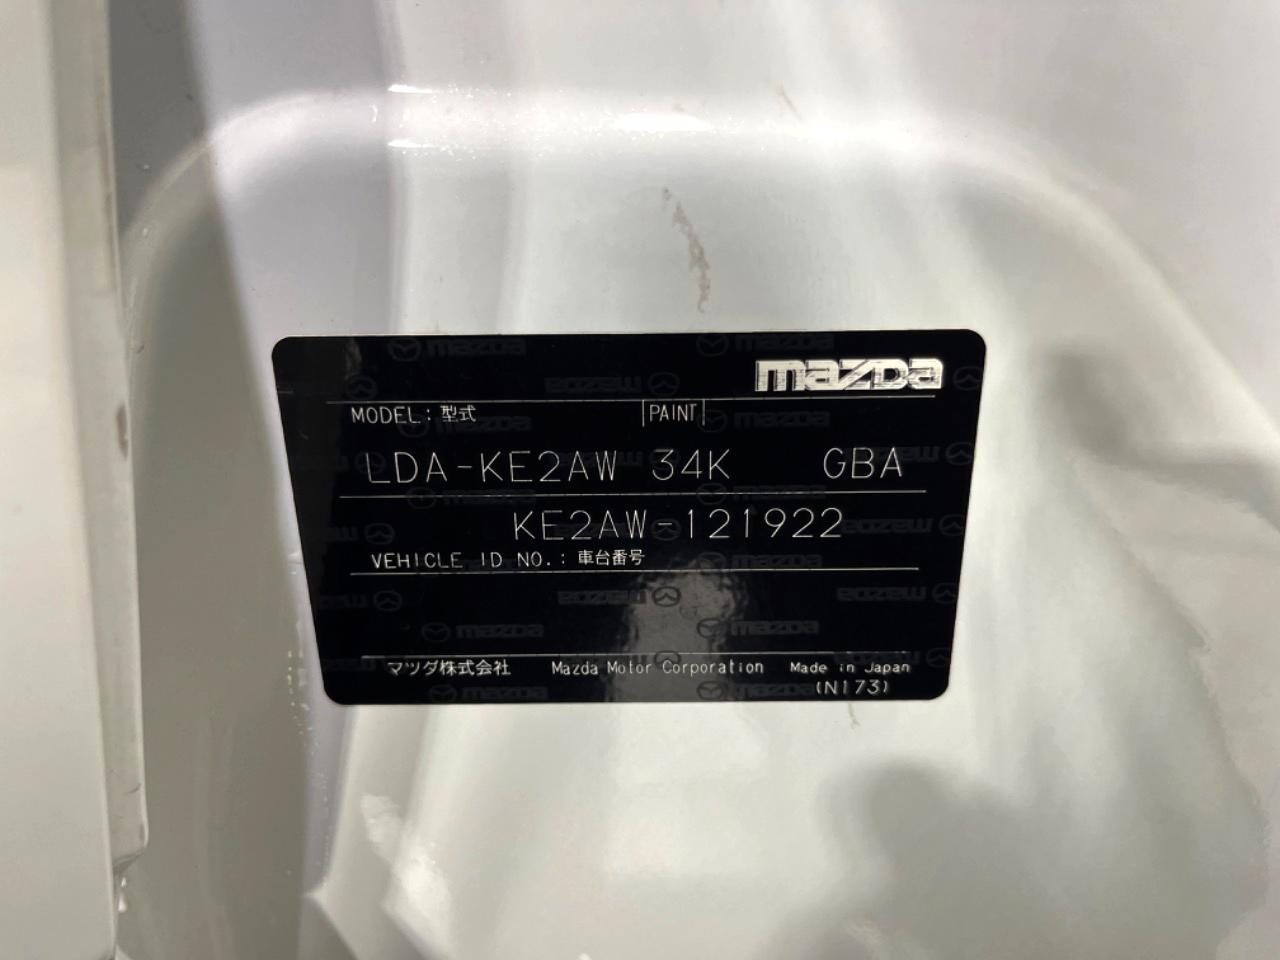 mazda
MODEL：型式 PAINT
LDA-KE2AW 34K GBA
KE2AW-121922
VEHICLE ID NO.：車台番号
マツダ株式会社 Mazda Motor Corporation Made in Japan
(N173)